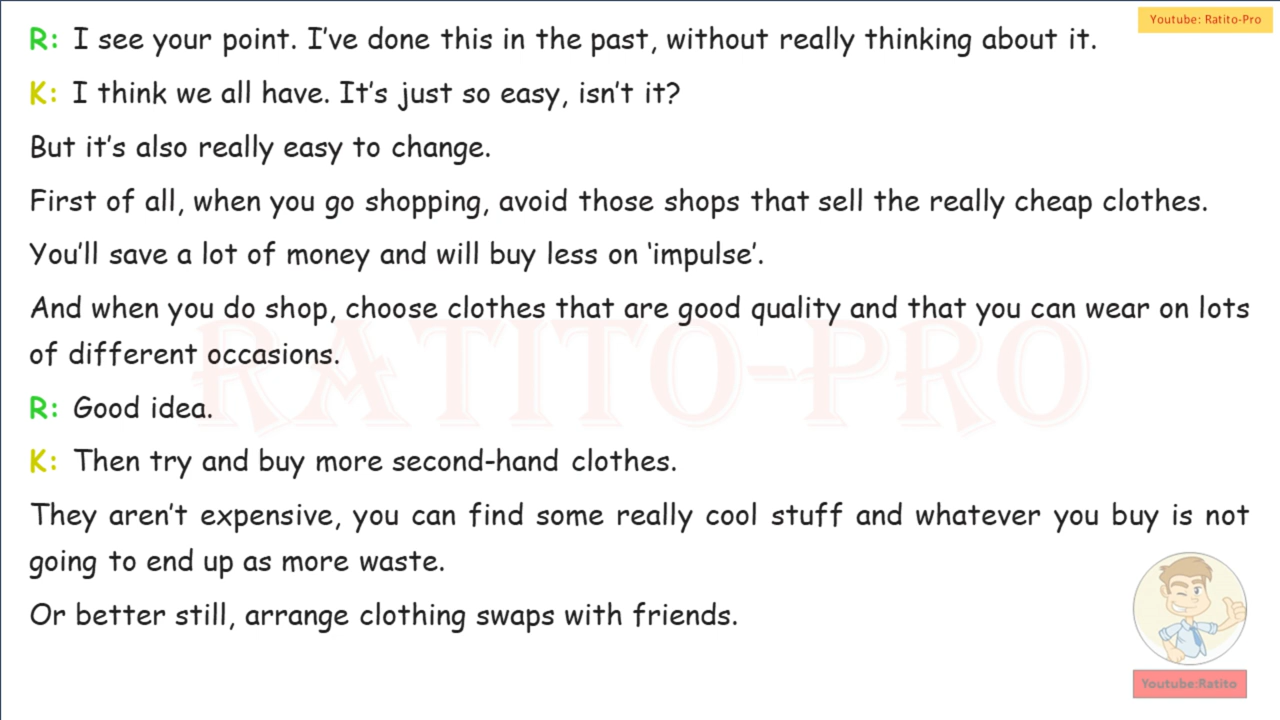 Youtube: Ratito-Pro
R: I see your point. I've done this in the past, without really thinking about it.
K: I think we all have. It's just so easy, isn't it?
But it's also really easy to change.
First of all, when you go shopping, avoid those shops that sell the really cheap clothes.
You'll save a lot of money and will buy less on ‘impulse’.
And when you do shop, choose clothes that are good quality and that you can wear on lots
of different occasions.
RATITO-PRO
R: Good idea.
K: Then try and buy more second-hand clothes.
They aren't expensive, you can find some really cool stuff and whatever you buy is not
going to end up as more waste.
Or better still, arrange clothing swaps with friends.
Youtube:Ratito